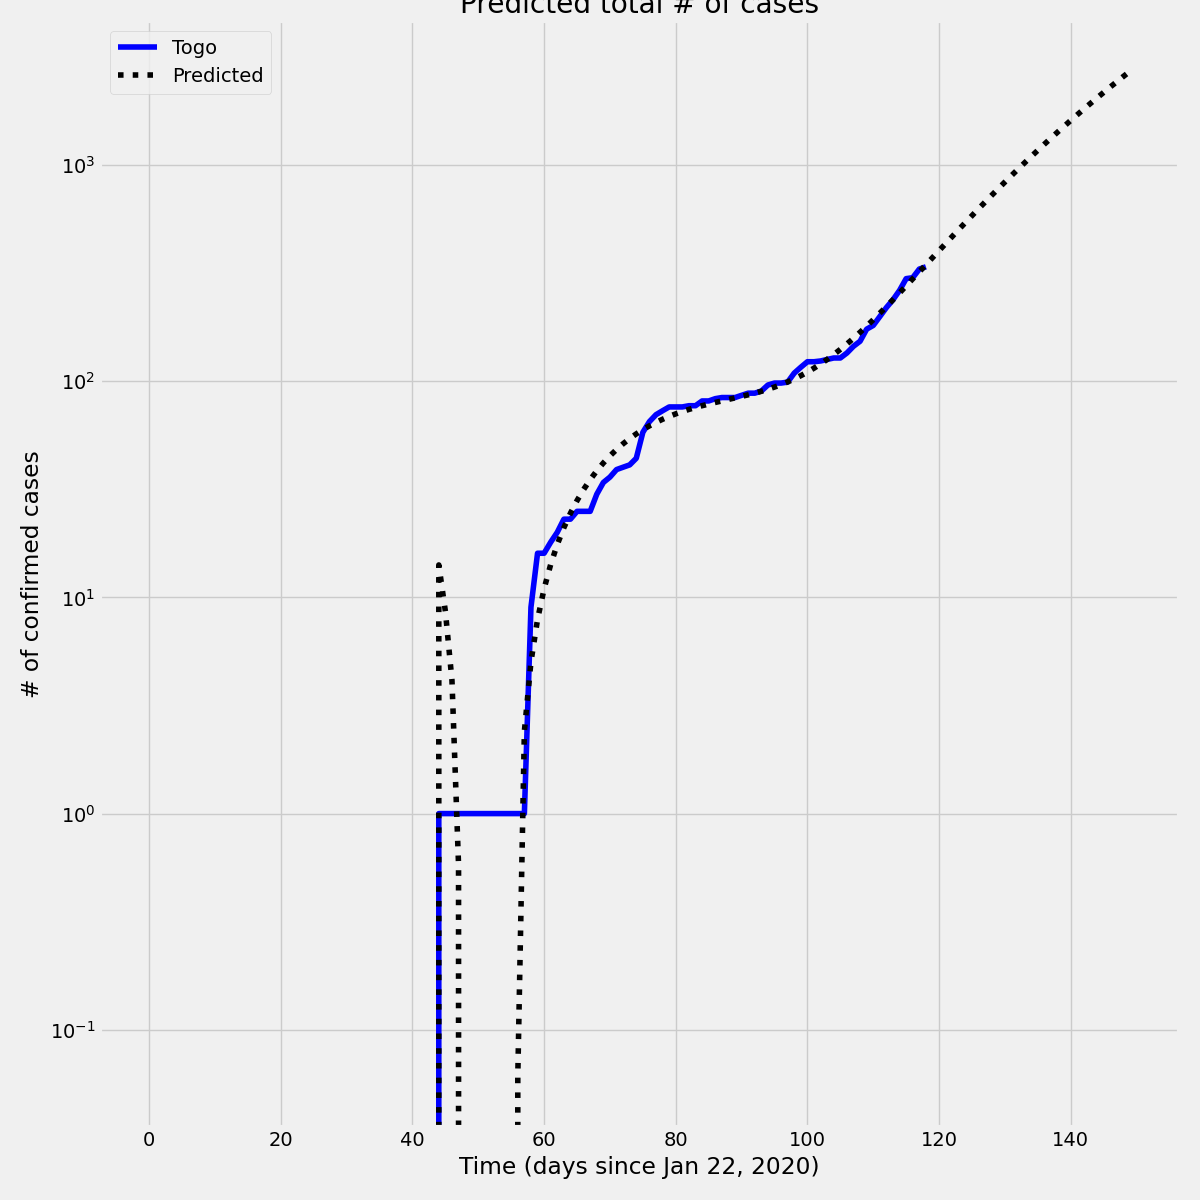 Predicted total # of cases
Togo
Predicted
10³
10²
10¹
10⁰
10⁻¹
# of confirmed cases
0 20 40 60 80 100 120 140
Time (days since Jan 22, 2020)